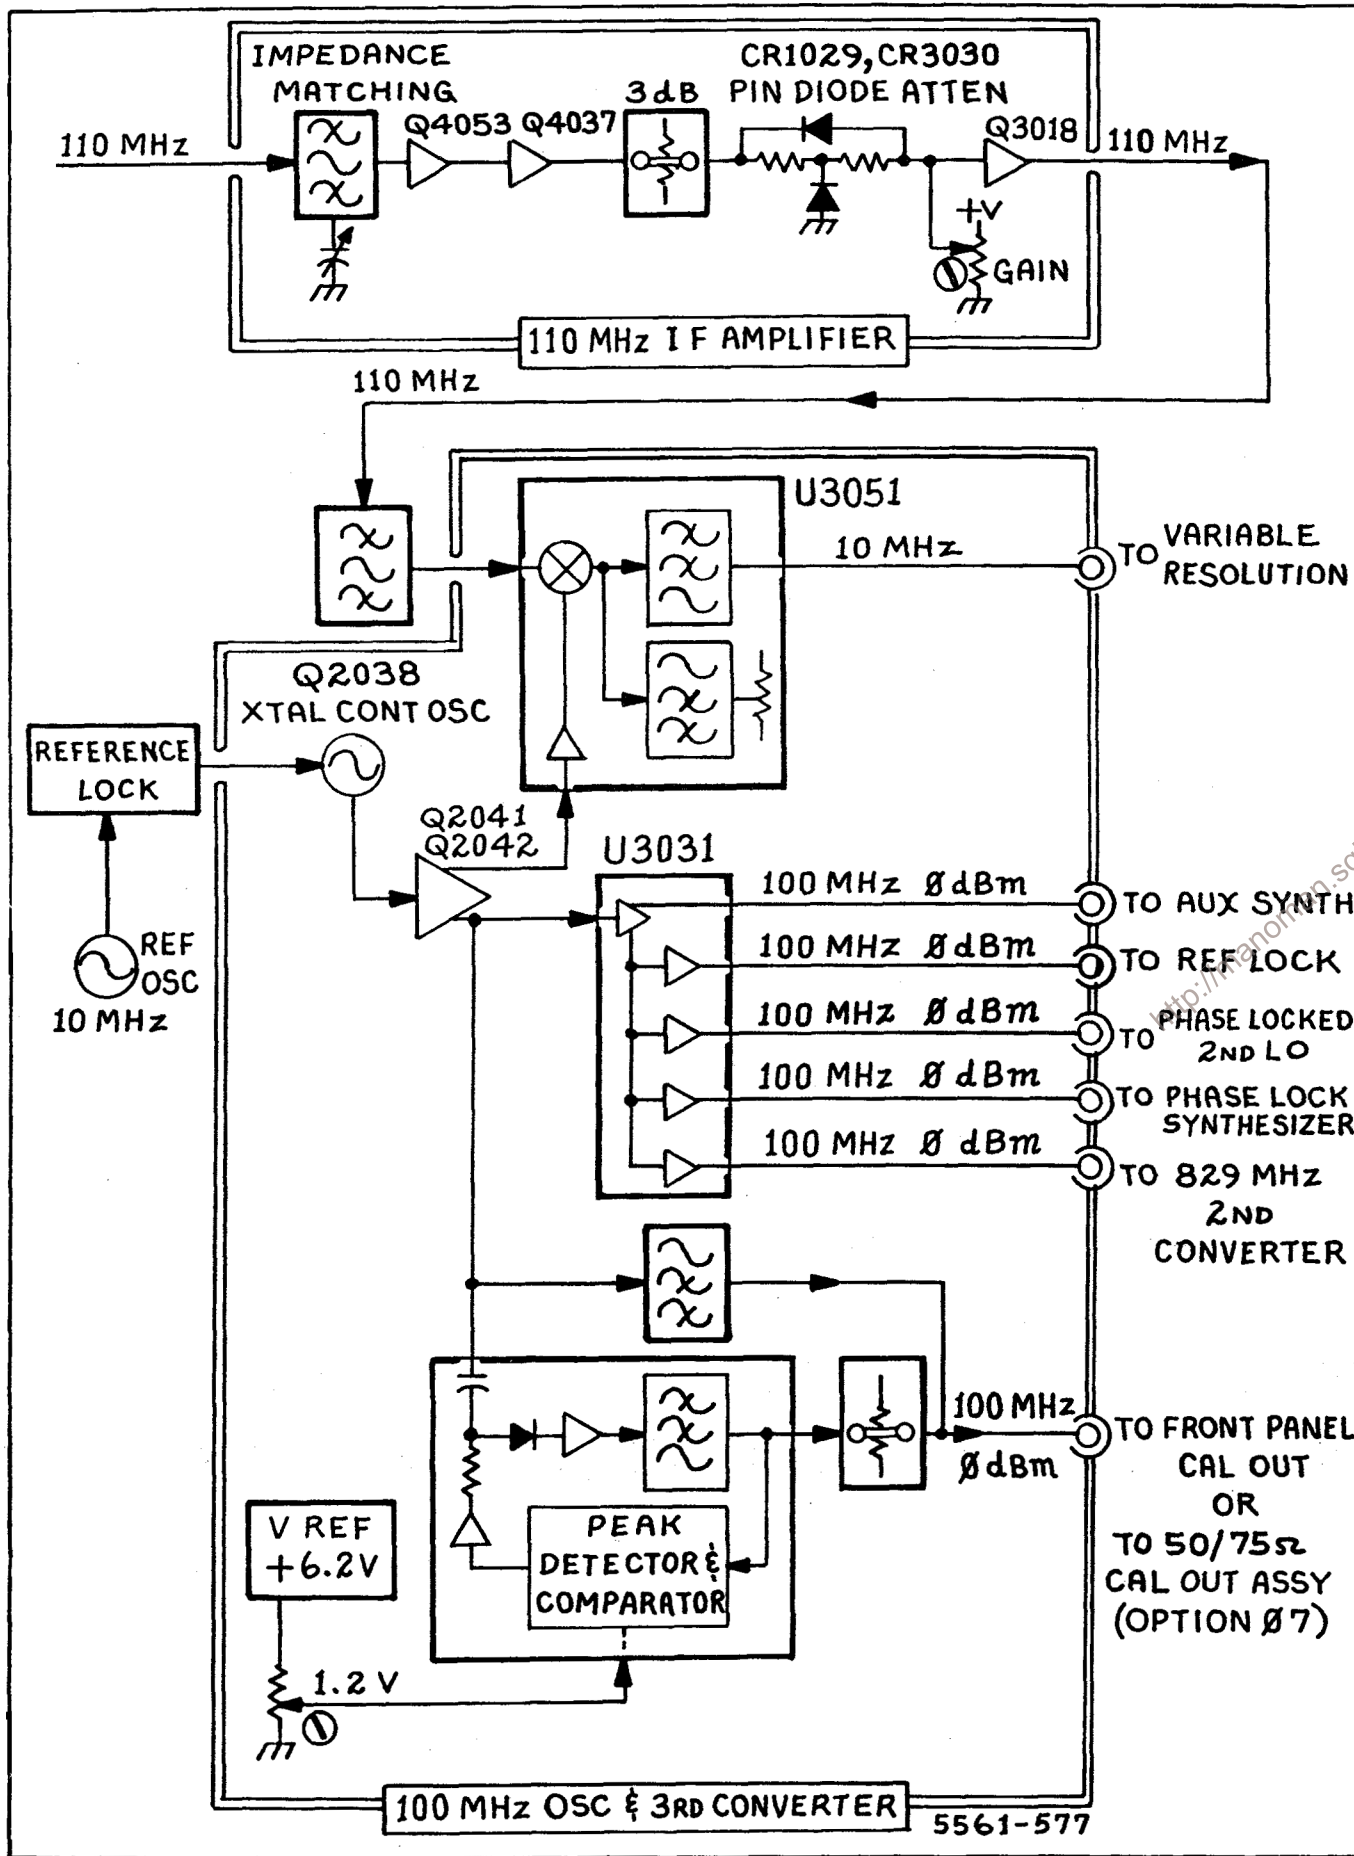 IMPEDANCE
MATCHING
CR1029, CR3030
PIN DIODE ATTEN
3 dB
Q4053
Q4037
Q3018
110 MHz
110 MHz
+V
GAIN
110 MHz IF AMPLIFIER
110 MHz
U3051
10 MHz
TO VARIABLE
RESOLUTION
Q2038
XTAL CONT OSC
REFERENCE
LOCK
REF
OSC
10 MHz
Q2041
Q2042
U3031
100 MHz Ø dBm
TO AUX SYNTH
100 MHz Ø dBm
TO REF LOCK
100 MHz Ø dBm
TO PHASE LOCKED
2ND LO
100 MHz Ø dBm
TO PHASE LOCK
SYNTHESIZER
100 MHz Ø dBm
TO 829 MHz
2ND
CONVERTER
100 MHz
Ø dBm
TO FRONT PANEL
CAL OUT
OR
TO 50/75Ω
CAL OUT ASSY
(OPTION Ø7)
V REF
+6.2V
PEAK
DETECTOR &
COMPARATOR
1.2 V
100 MHz OSC & 3RD CONVERTER
5561-577